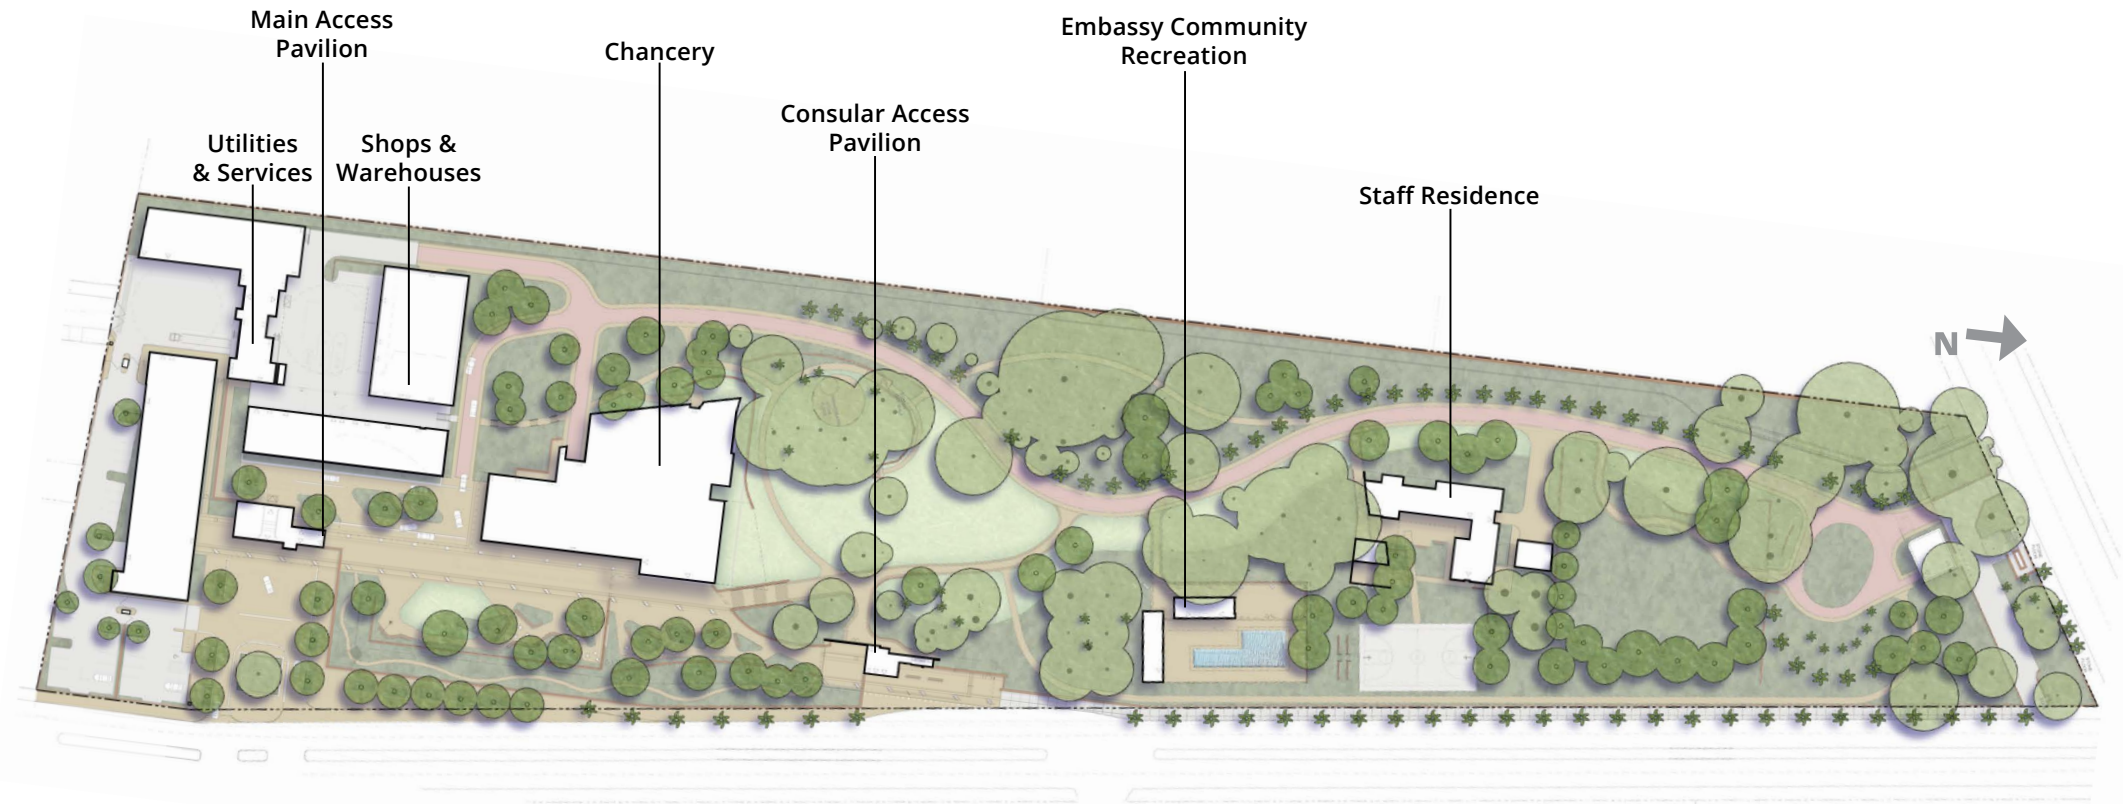 Main Access
Pavilion
Chancery
Embassy Community
Recreation
Consular Access
Pavilion
Utilities
& Services
Shops &
Warehouses
Staff Residence
N